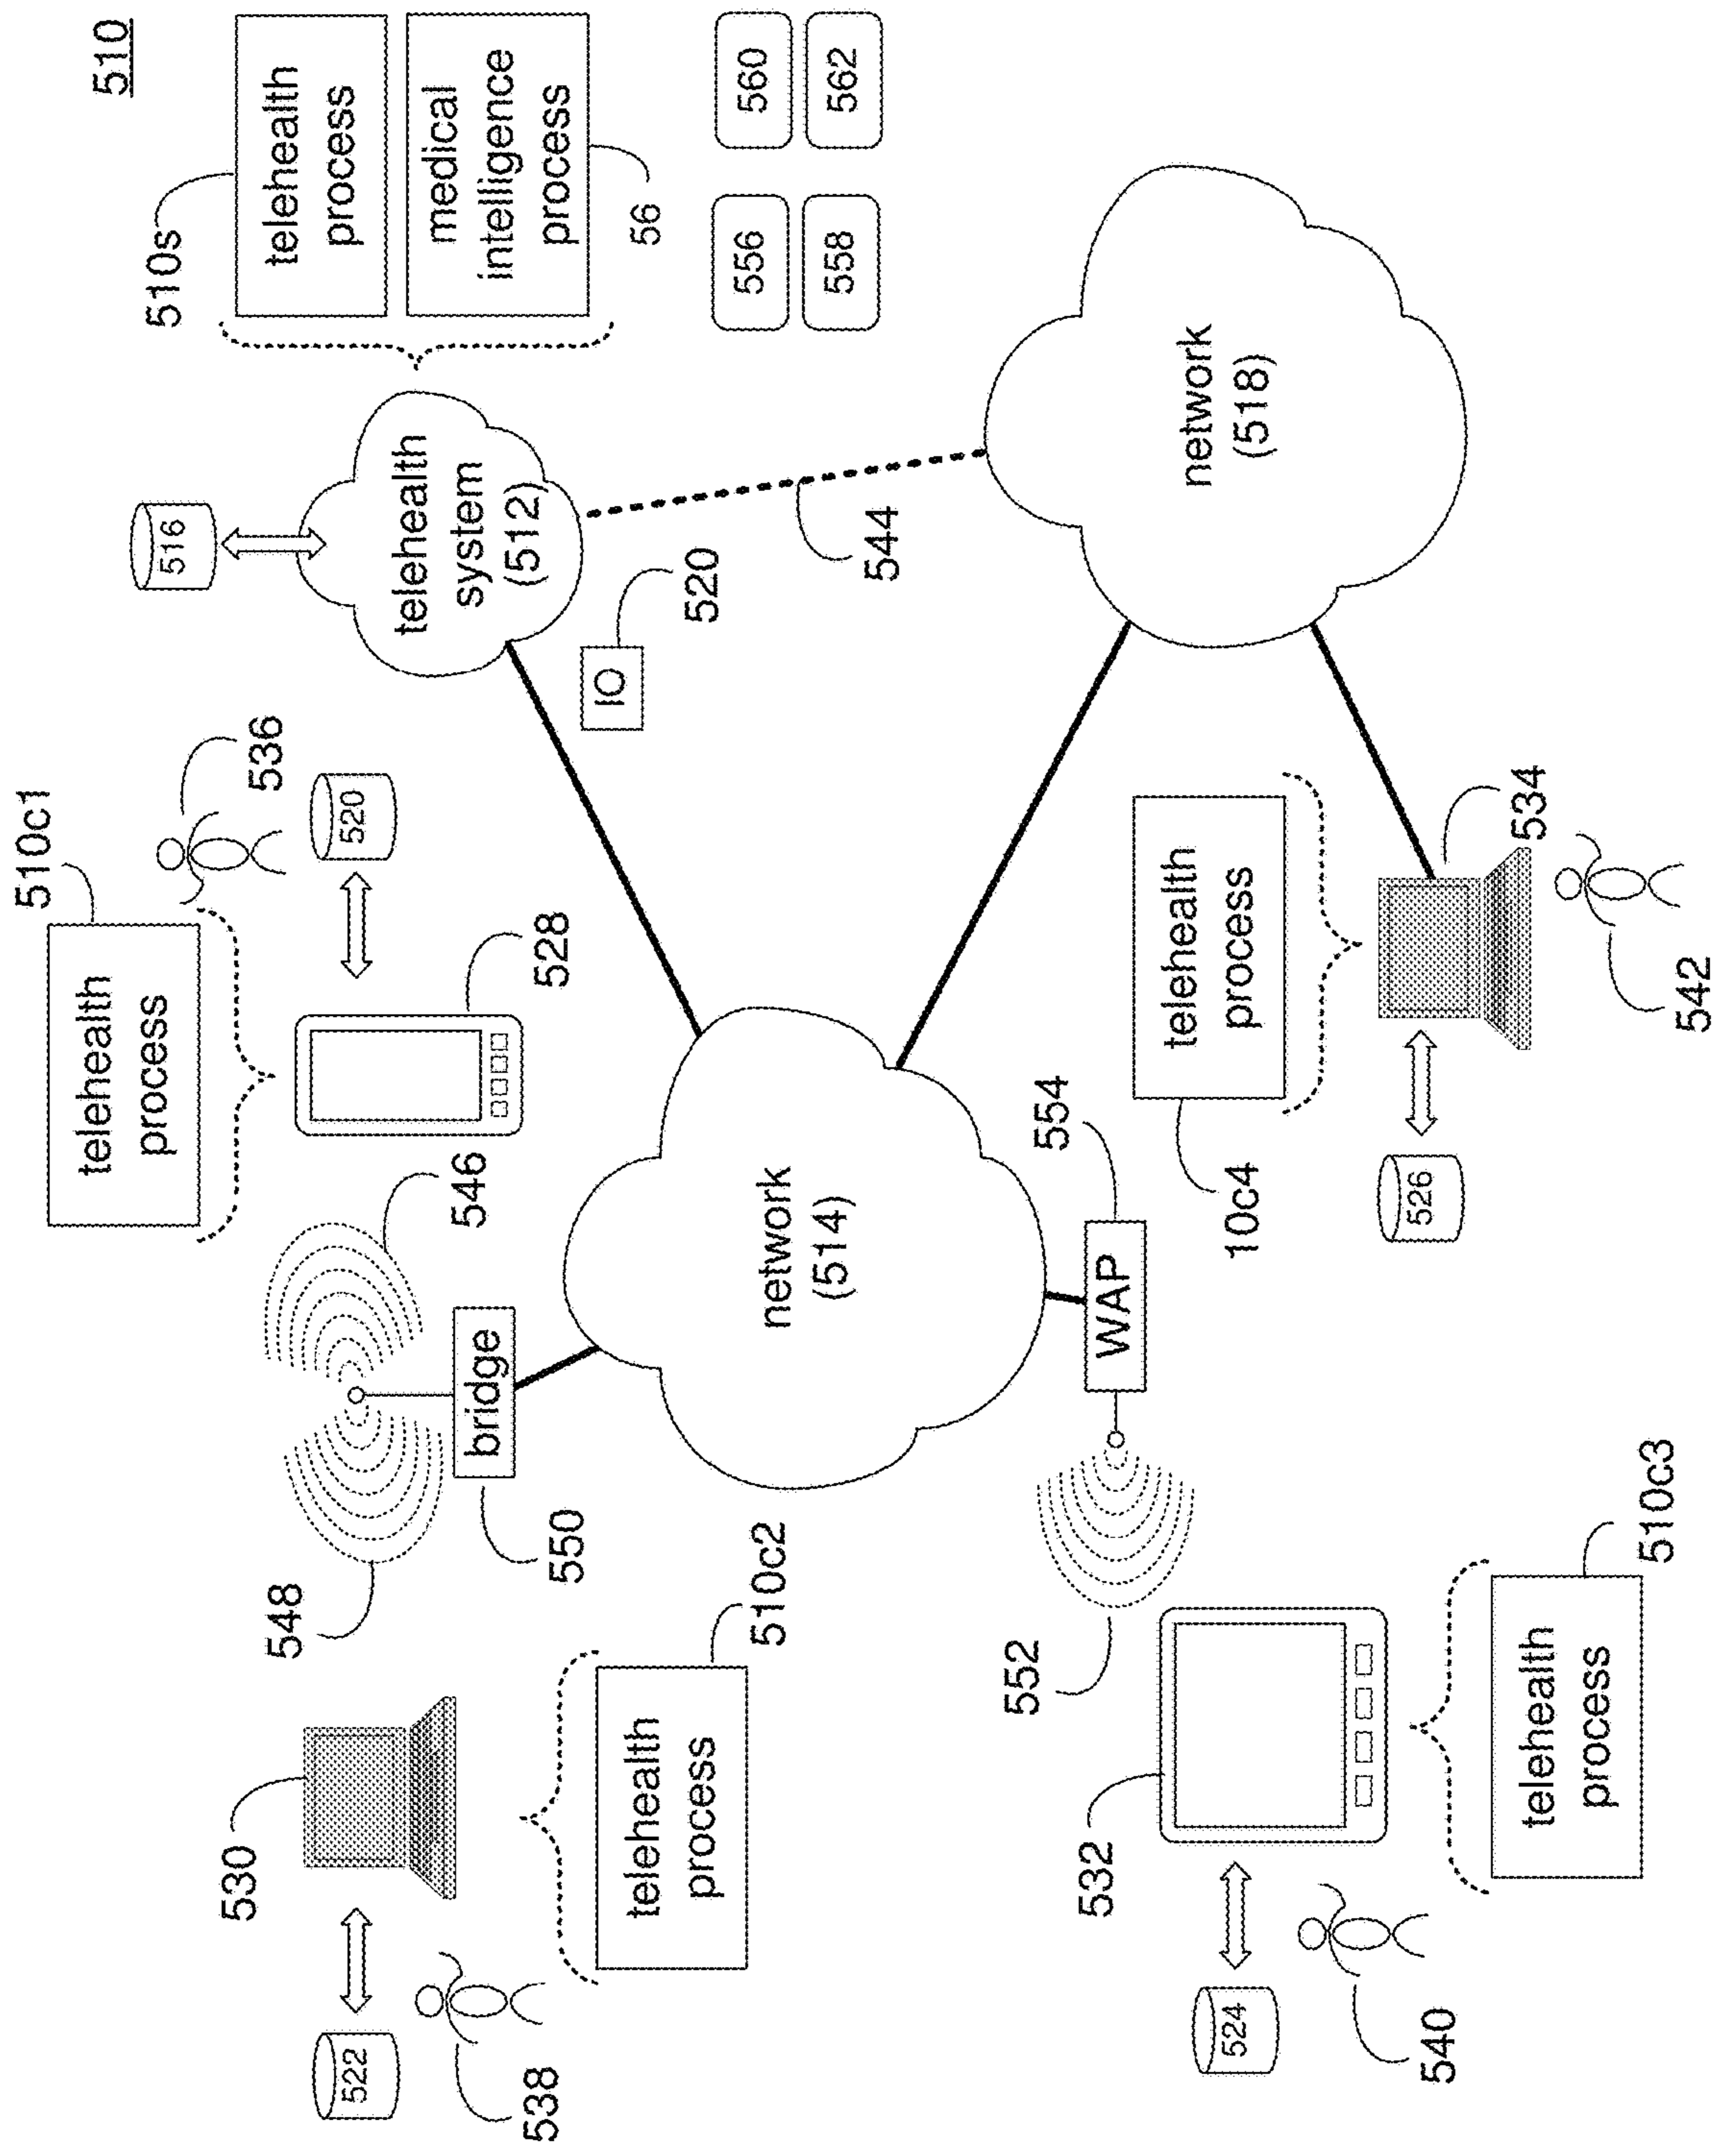 510
telehealth
process
510s
medical
intelligence
process
56
560
562
556
558
516
telehealth
system
(512)
IO
520
544
network
(518)
510c1
telehealth
process
536
520
528
546
548
bridge
550
network
(514)
554
WAP
552
telehealth
process
10c4
534
542
526
530
522
538
telehealth
process
510c2
532
524
540
telehealth
process
510c3